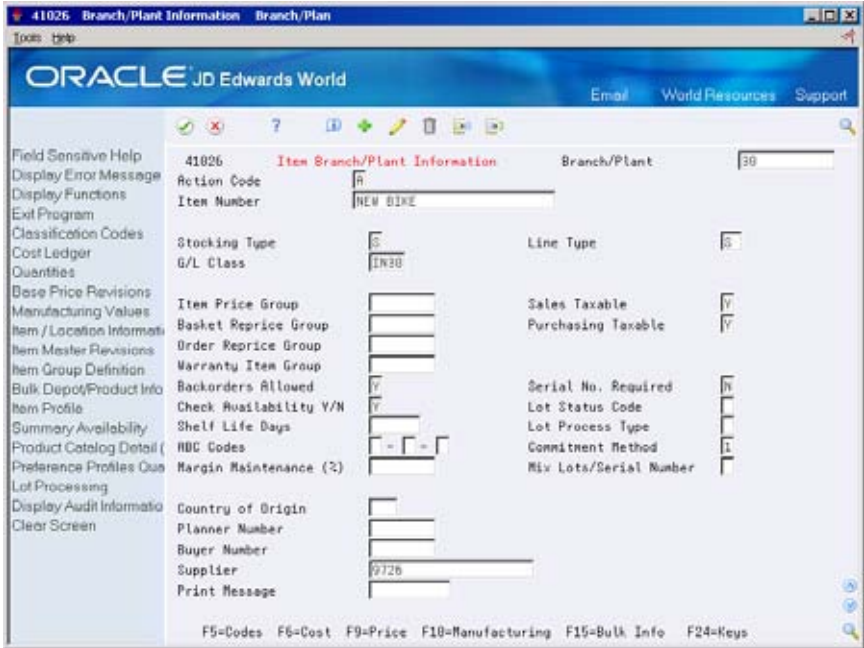 41026 Branch/Plant Information Branch/Plan
Tools Help
ORACLE JD Edwards World
Email World Resources Support
?
Field Sensitive Help
Display Error Message
Display Functions
Exit Program
Classification Codes
Cost Ledger
Quantities
Base Price Revisions
Manufacturing Values
Item / Location Informati
Item Master Revisions
Item Group Definition
Bulk Depot/Product Info
Item Profile
Summary Availability
Product Catalog Detail (
Preference Profiles Que
Lot Processing
Display Audit Informatio
Clear Screen
41026 Item Branch/Plant Information Branch/Plant 30
Action Code A
Item Number NEW BIKE
Stocking Type S Line Type S
G/L Class IN30
Item Price Group Sales Taxable Y
Basket Reprice Group Purchasing Taxable Y
Order Reprice Group
Warranty Item Group
Backorders Allowed Y Serial No. Required N
Check Availability Y/N Y Lot Status Code
Shelf Life Days Lot Process Type
ABC Codes - - Commitment Method 1
Margin Maintenance (%) Mix Lots/Serial Number
Country of Origin
Planner Number
Buyer Number
Supplier 9726
Print Message
F5=Codes F6=Cost F9=Price F10=Manufacturing F15=Bulk Info F24=Keys